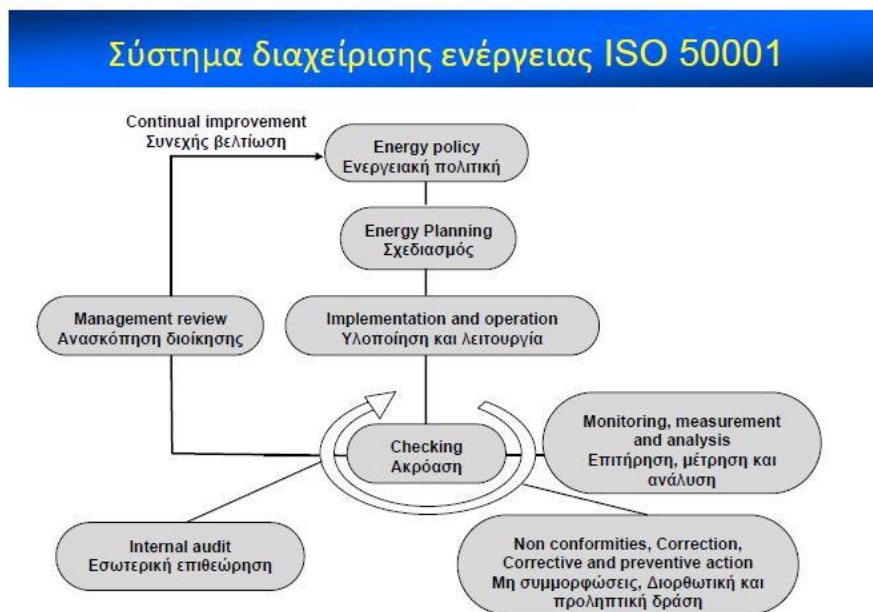 Σύστημα διαχείρισης ενέργειας ISO 50001
Continual improvement
Συνεχής βελτίωση
Energy policy
Ενεργειακή πολιτική
Energy Planning
Σχεδιασμός
Management review
Ανασκόπηση διοίκησης
Implementation and operation
Υλοποίηση και λειτουργία
Checking
Ακρόαση
Monitoring, measurement
and analysis
Επιτήρηση, μέτρηση και
ανάλυση
Internal audit
Εσωτερική επιθεώρηση
Non conformities, Correction,
Corrective and preventive action
Μη συμμορφώσεις, Διορθωτική και
προληπτική δράση